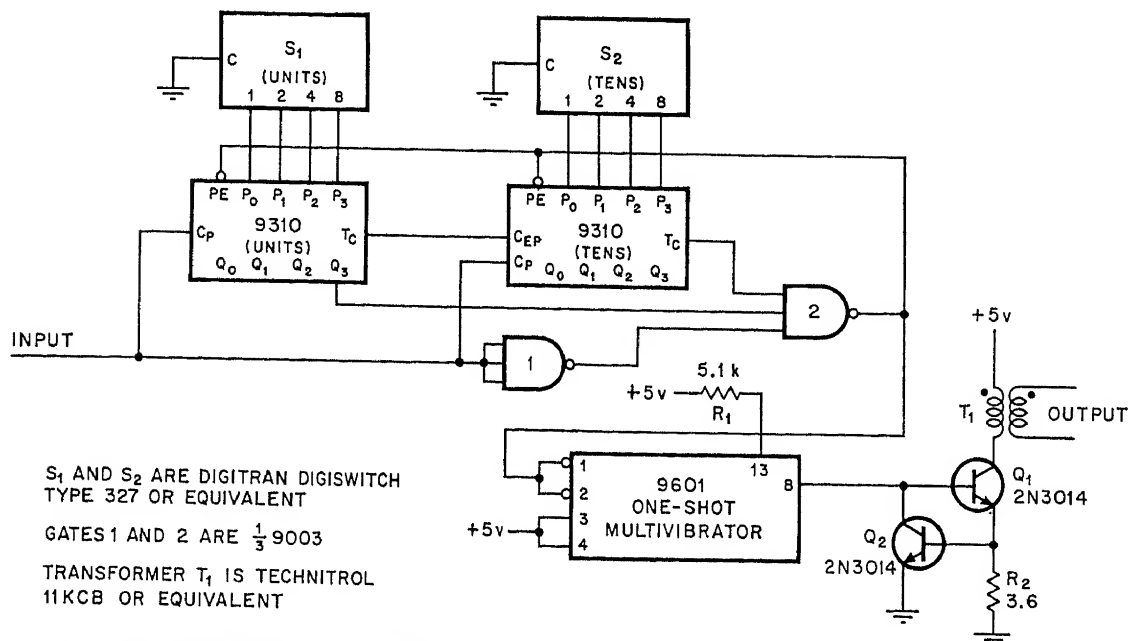 S1 S2
C (UNITS) C (TENS)
1 2 4 8 1 2 4 8
PE P0 P1 P2 P3 PE P0 P1 P2 P3
CP 9310 TC CEP 9310 TC
(UNITS) CP (TENS)
Q0 Q1 Q2 Q3 Q0 Q1 Q2 Q3
2
+5v
INPUT
1
5.1 k
+5v
R1
T1 OUTPUT
13
1 9601 8
2 ONE-SHOT
3 MULTIVIBRATOR
4
+5v
Q1
2N3014
Q2
2N3014
R2
3.6
S1 AND S2 ARE DIGITRAN DIGISWITCH
TYPE 327 OR EQUIVALENT
GATES 1 AND 2 ARE 1/3 9003
TRANSFORMER T1 IS TECHNITROL
11KCB OR EQUIVALENT